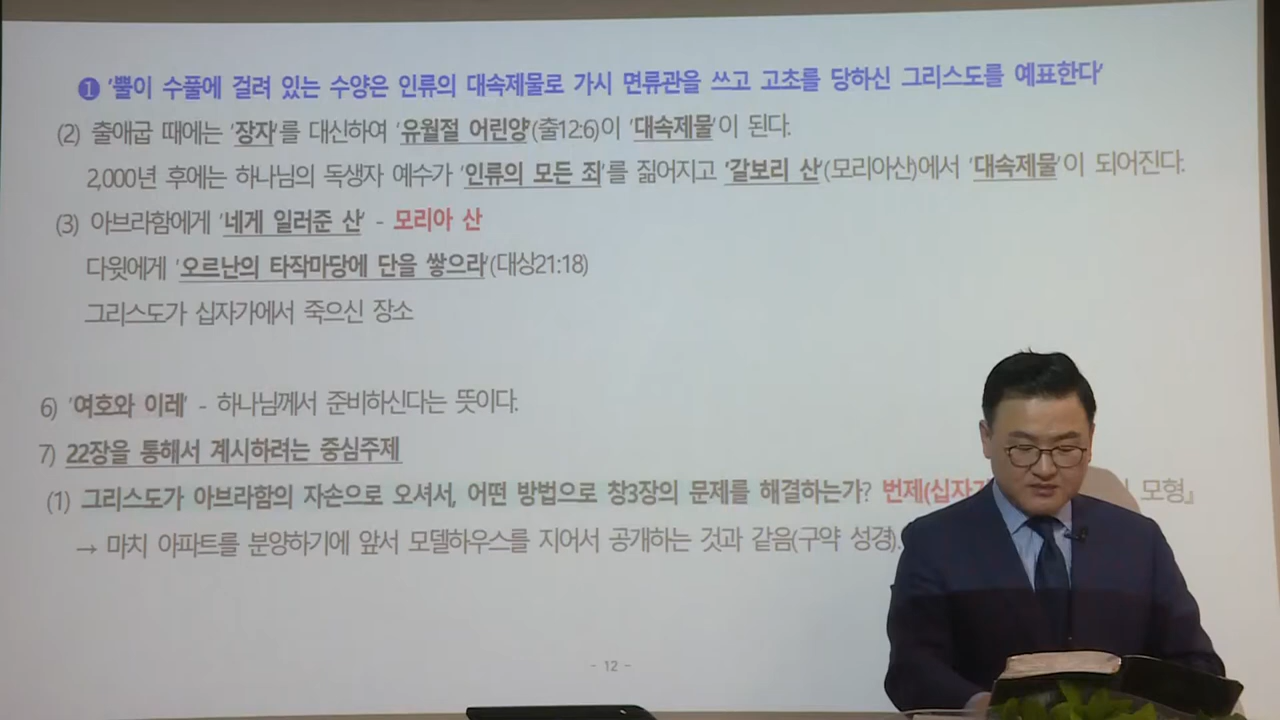 ❶ '뿔이 수풀에 걸려 있는 수양은 인류의 대속제물로 가시 면류관을 쓰고 고초를 당하신 그리스도를 예표한다'
(2) 출애굽 때에는 '장자'를 대신하여 '유월절 어린양'(출12:6)이 '대속제물'이 된다.
2,000년 후에는 하나님의 독생자 예수가 '인류의 모든 죄'를 짊어지고 '갈보리 산'(모리아산)에서 '대속제물'이 되어진다.
(3) 아브라함에게 '네게 일러준 산' - 모리아 산
다윗에게 '오르난의 타작마당에 단을 쌓으라'(대상21:18)
그리스도가 십자가에서 죽으신 장소
6) '여호와 이레' - 하나님께서 준비하신다는 뜻이다.
7) 22장을 통해서 계시하려는 중심주제
(1) 그리스도가 아브라함의 자손으로 오셔서, 어떤 방법으로 창3장의 문제를 해결하는가? 번제(십자가 모형』
→ 마치 아파트를 분양하기에 앞서 모델하우스를 지어서 공개하는 것과 같음(구약 성경).
- 12 -